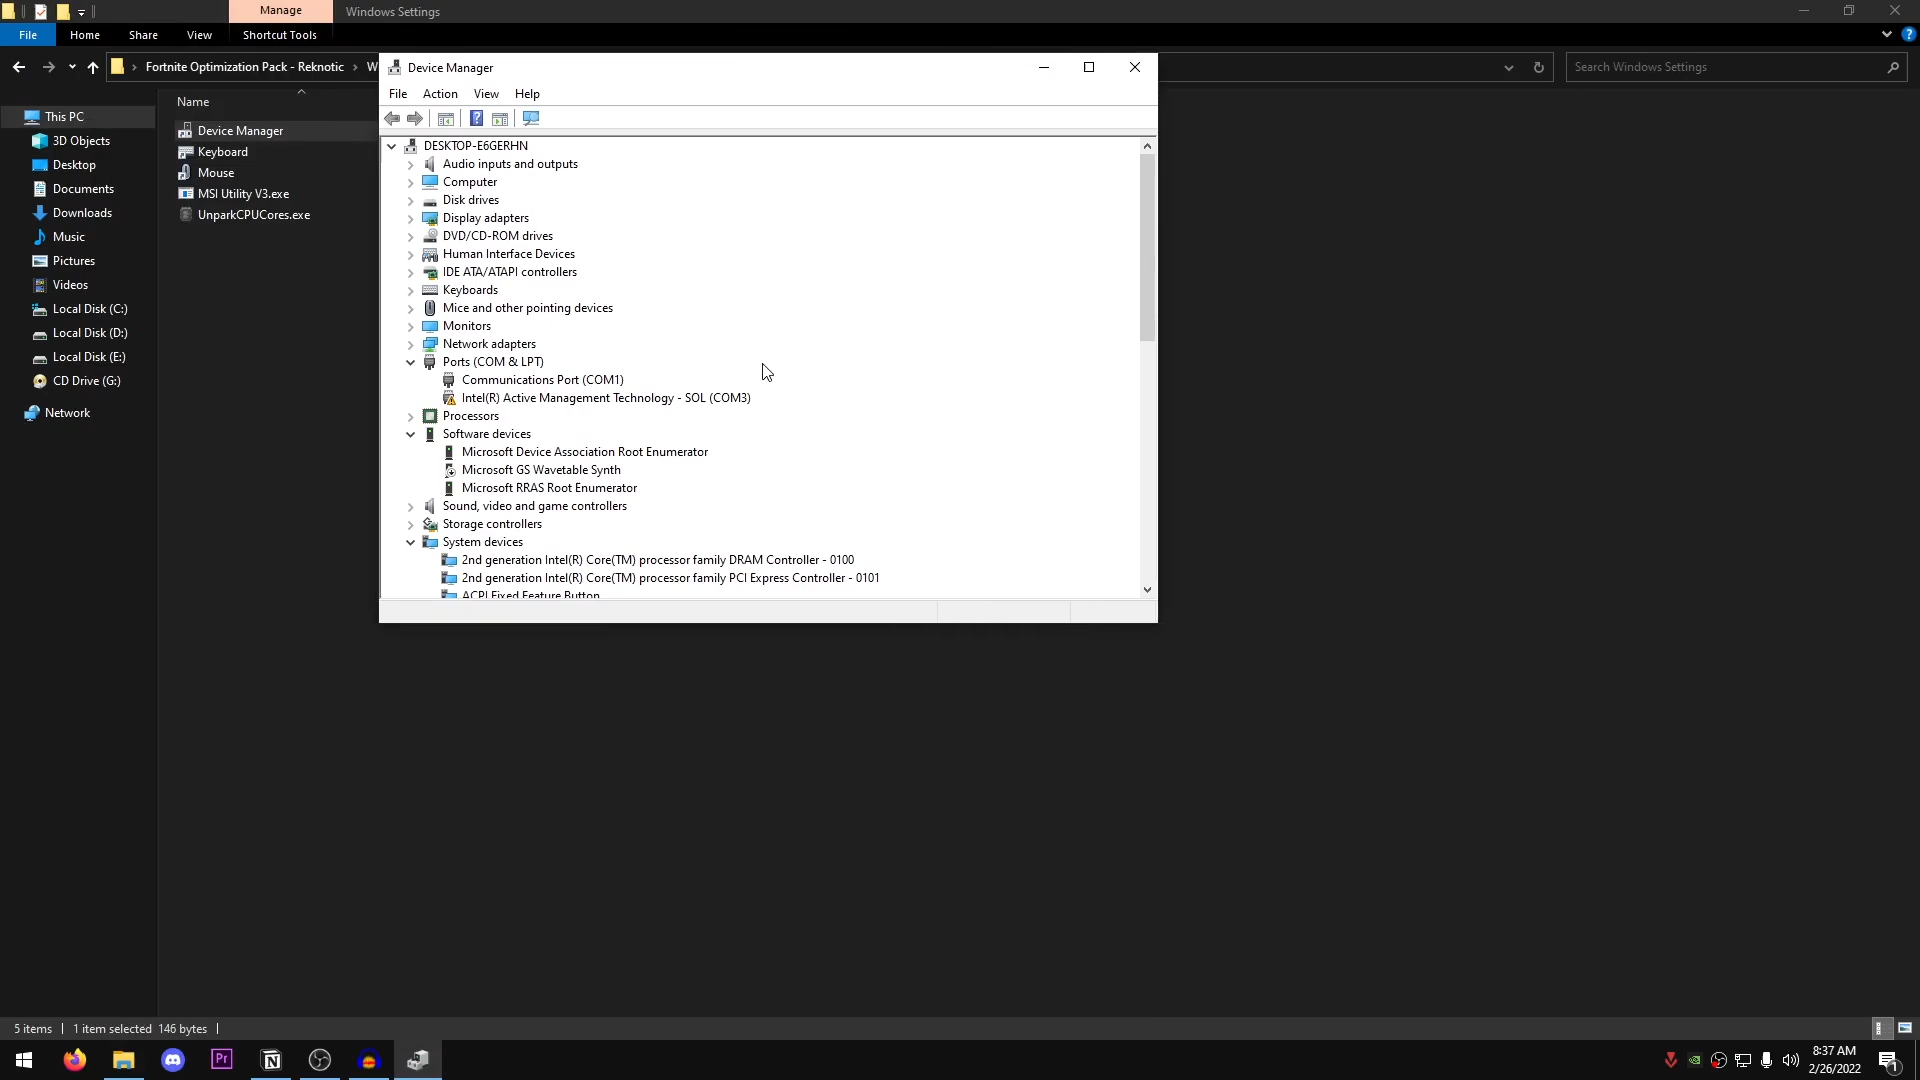 Manage
Windows Settings
File
Home
Share
View
Shortcut Tools
?
Fortnite Optimization Pack - Reknotic
W
Search Windows Settings
This PC
3D Objects
Desktop
Documents
Downloads
Music
Pictures
Videos
Local Disk (C:)
Local Disk (D:)
Local Disk (E:)
CD Drive (G:)
Network
Name
Device Manager
Keyboard
Mouse
MSI Utility V3.exe
UnparkCPUCores.exe
Device Manager
File
Action
View
Help
?
DESKTOP-E6GERHN
Audio inputs and outputs
Computer
Disk drives
Display adapters
DVD/CD-ROM drives
Human Interface Devices
IDE ATA/ATAPI controllers
Keyboards
Mice and other pointing devices
Monitors
Network adapters
Ports (COM & LPT)
Communications Port (COM1)
Intel(R) Active Management Technology - SOL (COM3)
Processors
Software devices
Microsoft Device Association Root Enumerator
Microsoft GS Wavetable Synth
Microsoft RRAS Root Enumerator
Sound, video and game controllers
Storage controllers
System devices
2nd generation Intel(R) Core(TM) processor family DRAM Controller - 0100
2nd generation Intel(R) Core(TM) processor family PCI Express Controller - 0101
ACPI Fixed Feature Button
5 items
1 item selected 146 bytes
Pr
N
8:37 AM
2/26/2022
1